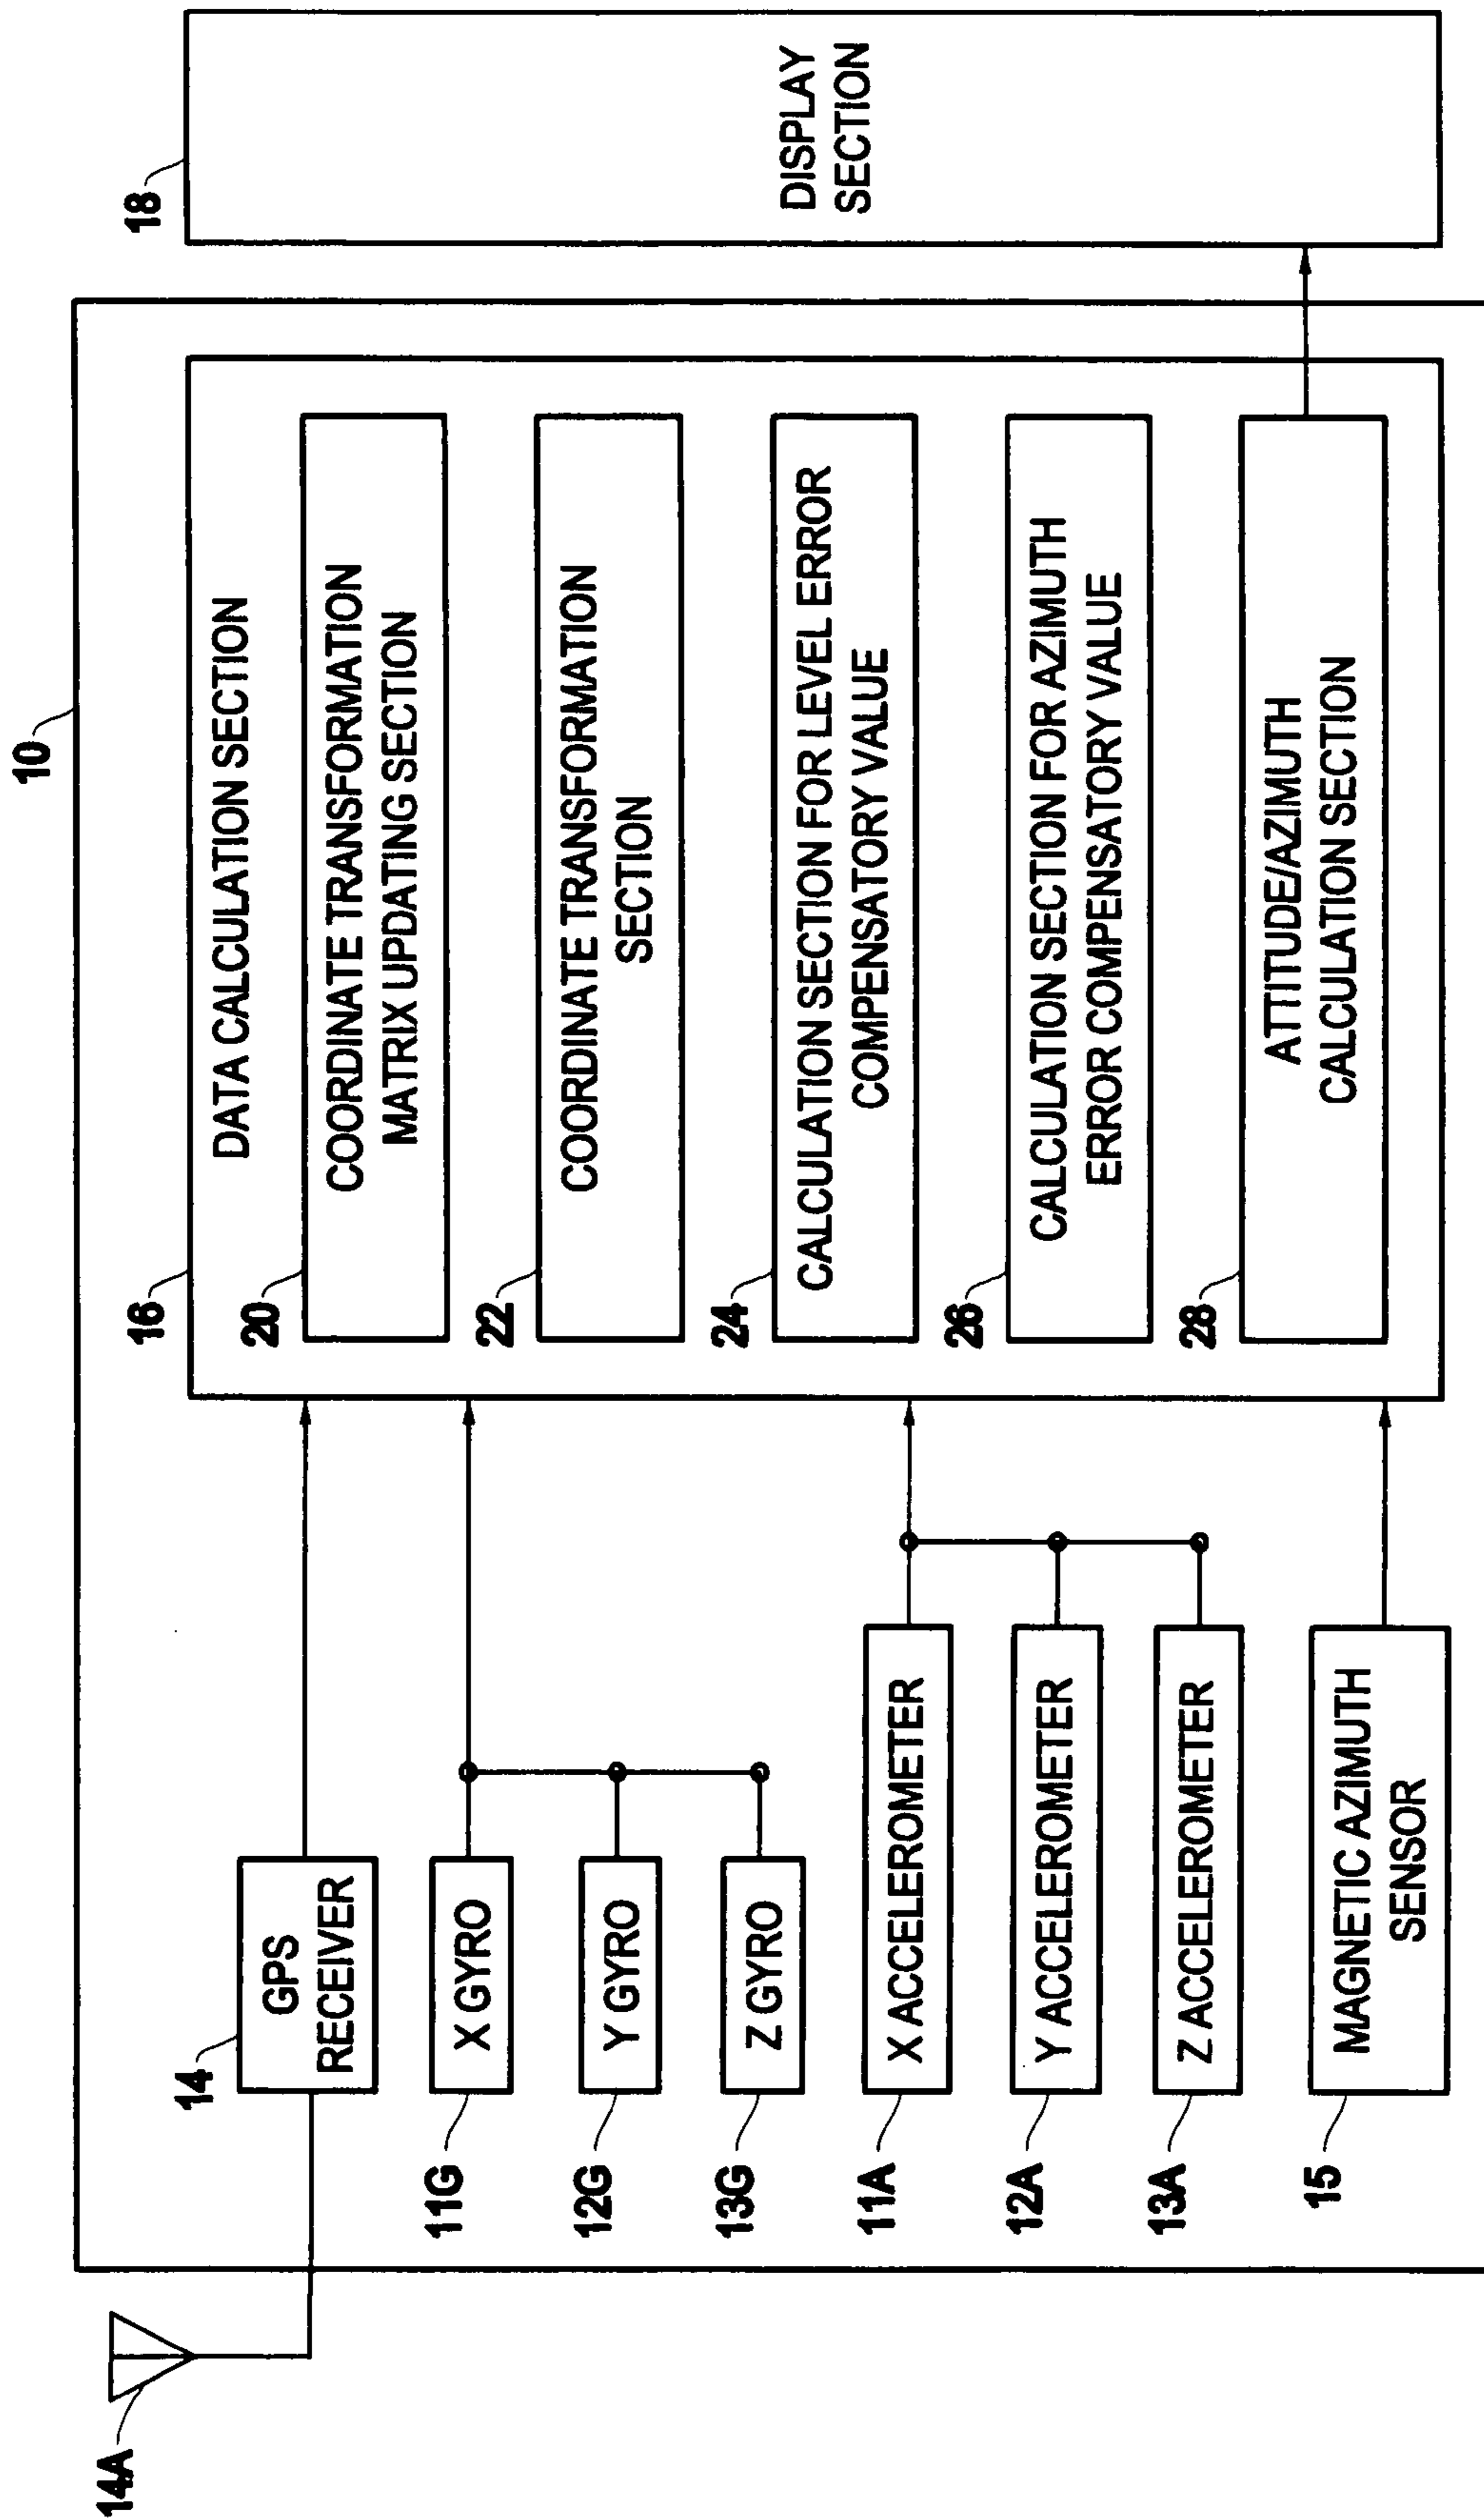 10
14A
14
GPS
RECEIVER
11G
X GYRO
12G
Y GYRO
13G
Z GYRO
11A
X ACCELEROMETER
12A
Y ACCELEROMETER
13A
Z ACCELEROMETER
15
MAGNETIC AZIMUTH
SENSOR
16
DATA CALCULATION SECTION
20
COORDINATE TRANSFORMATION
MATRIX UPDATING SECTION
22
COORDINATE TRANSFORMATION
SECTION
24
CALCULATION SECTION FOR LEVEL ERROR
COMPENSATORY VALUE
26
CALCULATION SECTION FOR AZIMUTH
ERROR COMPENSATORY VALUE
28
ATTITUDE/AZIMUTH
CALCULATION SECTION
18
DISPLAY
SECTION